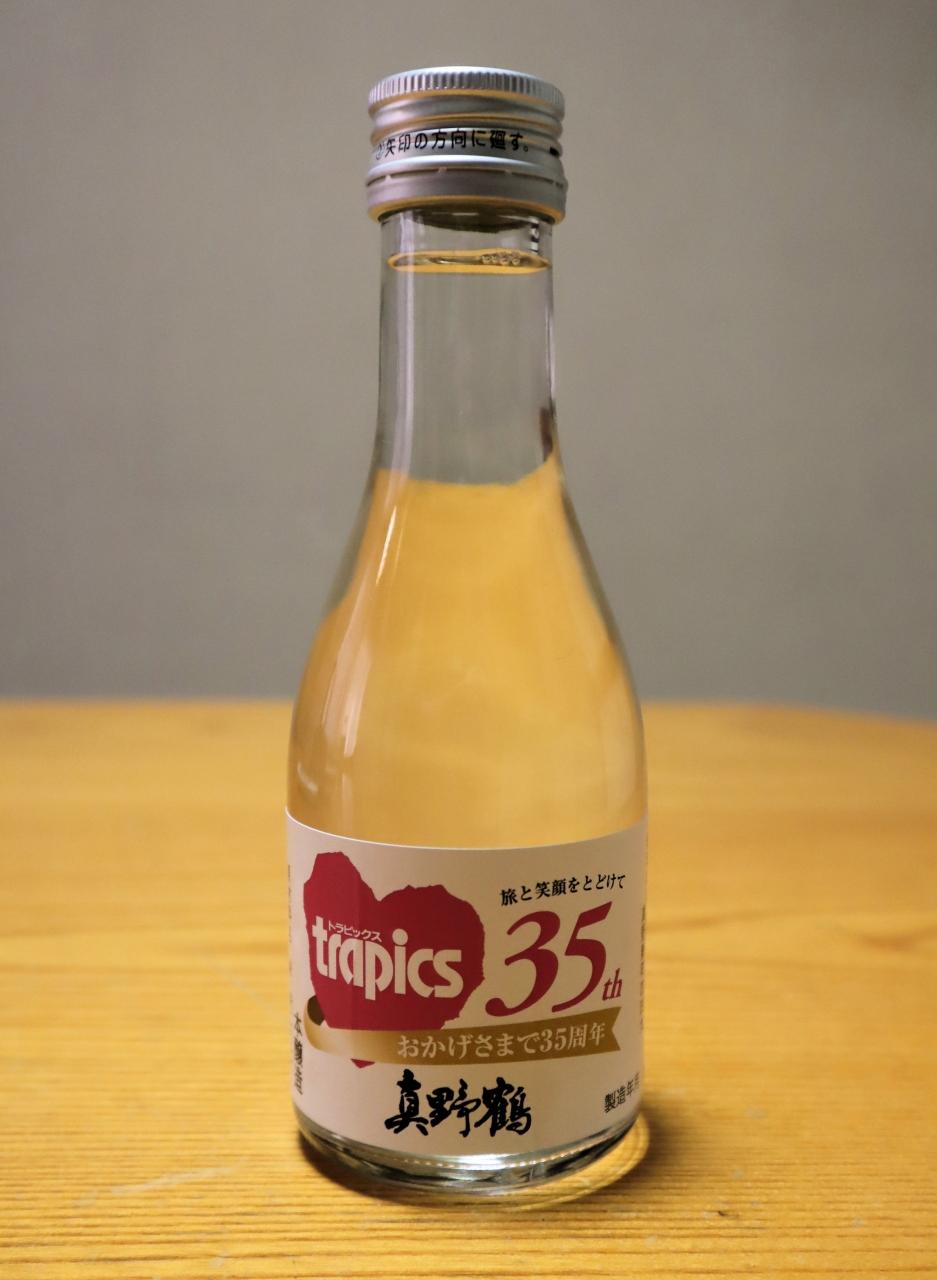 矢印の方向に廻す。
旅と笑顔をとどけて
トラピックス
trapics
35th
おかげさまで35周年
本醸造
真野鶴
製造年月